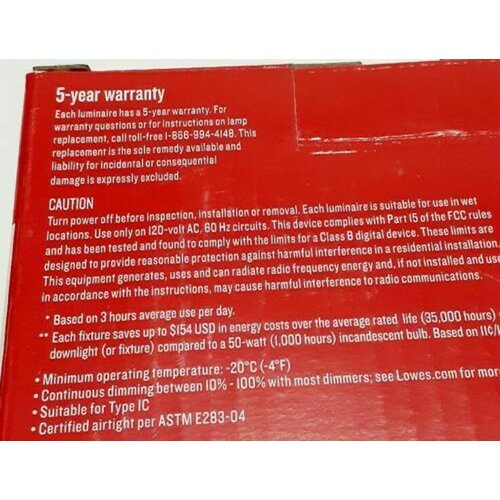 5-year warranty
Each luminaire has a 5-year warranty. For
warranty questions or for instructions on lamp
replacement, call toll-free 1-866-994-4148. This
replacement is the sole remedy available and
liability for incidental or consequential
damage is expressly excluded.
CAUTION
Turn power off before inspection, installation or removal. Each luminaire is suitable for use in wet
locations. Use only on 120-volt AC, 60 Hz circuits. This device complies with Part 15 of the FCC rules
and has been tested and found to comply with the limits for a Class B digital device. These limits are
designed to provide reasonable protection against harmful interference in a residential installation
This equipment generates, uses and can radiate radio frequency energy and, if not installed and use
in accordance with the instructions, may cause harmful interference to radio communications.
* Based on 3 hours average use per day.
** Each fixture saves up to $154 USD in energy costs over the average rated life (35,000 hours)
downlight (or fixture) compared to a 50-watt (1,000 hours) incandescent bulb. Based on 11¢/
• Minimum operating temperature: -20°C (-4°F)
• Continuous dimming between 10% - 100% with most dimmers; see Lowes.com for more
• Suitable for Type IC
• Certified airtight per ASTM E283-04